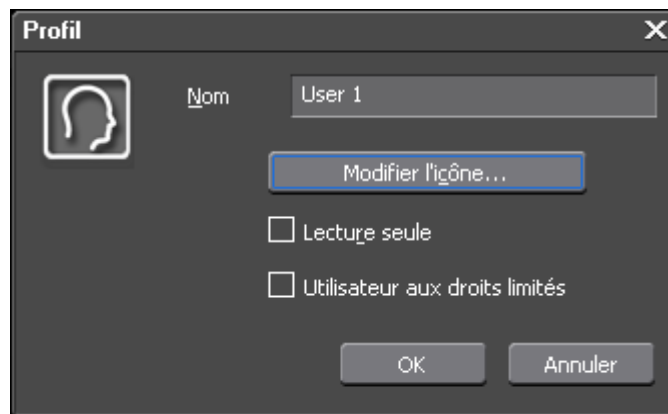 Profil
Nom User 1
Modifier l'icône...
Lecture seule
Utilisateur aux droits limités
OK Annuler